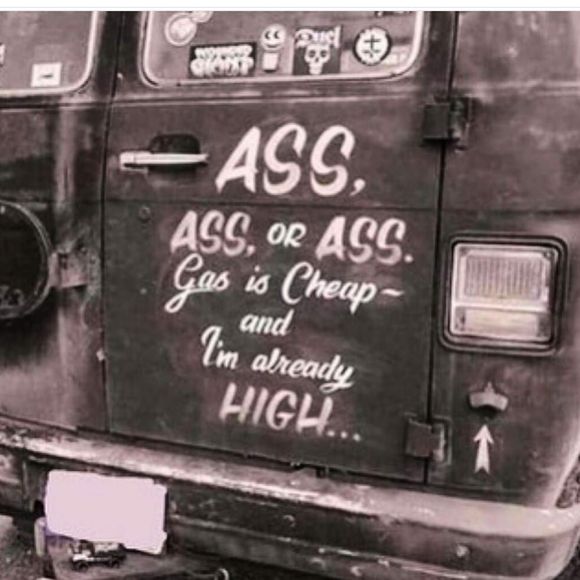 ASS,
ASS, OR ASS.
Gas is Cheap~
and
I'm already
HIGH...